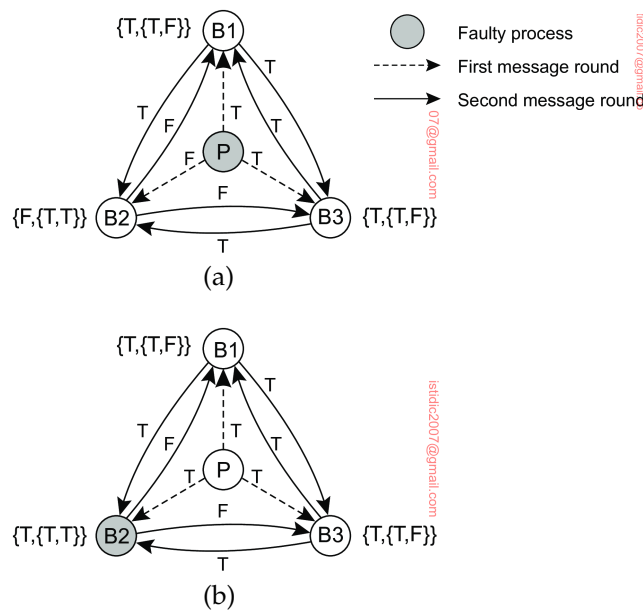 {T,{T,F}} B1
T T
F T
T
P
F T
F
{F,{T,T}} B2
B3 {T,{T,F}}
T
(a)
Faulty process
First message round
Second message round
07@gmail.com
{T,{T,F}} B1
T T
F T
T
P
T T
F
{T,{T,T}} B2
B3 {T,{T,F}}
T
(b)
istidic2007@gmail.com